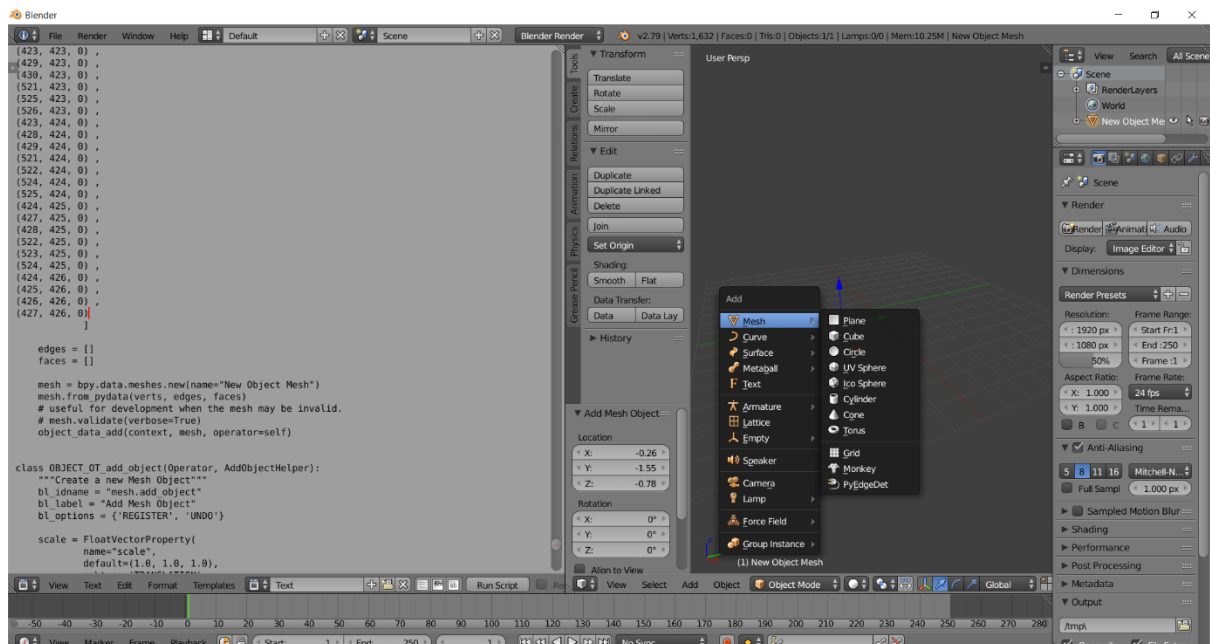 Blender
File Render Window Help Default Scene Blender Render v2.79 | Verts:1,632 | Faces:0 | Tris:0 | Objects:1/1 | Lamps:0/0 | Mem:10.25M | New Object Mesh
(423, 423, 0) ,
(429, 423, 0) ,
(430, 423, 0) ,
(521, 423, 0) ,
(525, 423, 0) ,
(526, 423, 0) ,
(423, 424, 0) ,
(428, 424, 0) ,
(429, 424, 0) ,
(521, 424, 0) ,
(522, 424, 0) ,
(524, 424, 0) ,
(525, 424, 0) ,
(424, 425, 0) ,
(427, 425, 0) ,
(428, 425, 0) ,
(522, 425, 0) ,
(523, 425, 0) ,
(524, 425, 0) ,
(424, 426, 0) ,
(425, 426, 0) ,
(426, 426, 0) ,
(427, 426, 0)
]
edges = []
faces = []
mesh = bpy.data.meshes.new(name="New Object Mesh")
mesh.from_pydata(verts, edges, faces)
# useful for development when the mesh may be invalid.
# mesh.validate(verbose=True)
object_data_add(context, mesh, operator=self)
class OBJECT_OT_add_object(Operator, AddObjectHelper):
"""Create a new Mesh Object"""
bl_idname = "mesh.add_object"
bl_label = "Add Mesh Object"
bl_options = {'REGISTER', 'UNDO'}
scale = FloatVectorProperty(
name="scale",
default=(1.0, 1.0, 1.0),
View Text Edit Format Templates Text Run Script
Tools
Create
Relations
Animation
Physics
Grease Pencil
Transform
Translate
Rotate
Scale
Mirror
Edit
Duplicate
Duplicate Linked
Delete
Join
Set Origin
Shading:
Smooth Flat
Data Transfer:
Data Data Lay
History
Add Mesh Object
Location
X: -0.26
Y: -1.55
Z: -0.78
Rotation
X: 0°
Y: 0°
Z: 0°
Align to View
User Persp
Add
Mesh
Curve
Surface
Metaball
Text
Armature
Lattice
Empty
Speaker
Camera
Lamp
Force Field
Group Instance
Plane
Cube
Circle
UV Sphere
Ico Sphere
Cylinder
Cone
Torus
Grid
Monkey
PyEdgeDet
(1) New Object Mesh
View Select Add Object Object Mode Global
View Search All Scene
Scene
RenderLayers
World
New Object Me
Scene
Render
Render Animati Audio
Display: Image Editor
Dimensions
Render Presets
Resolution: Frame Range:
: 1920 px Start Fr:1
: 1080 px End :250
50% Frame :1
Aspect Ratio: Frame Rate:
X: 1.000 24 fps
Y: 1.000 Time Rema...
B C 1 1
Anti-Aliasing
5 8 11 16 Mitchell-N...
Full Sampl 1.000 px
Sampled Motion Blur
Shading
Performance
Post Processing
Metadata
Output
/tmp\
-50 -40 -30 -20 -10 0 10 20 30 40 50 60 70 80 90 100 110 120 130 140 150 160 170 180 190 200 210 220 230 240 250 260 270 280
View Marker Frame Playback Start: 1 End: 250 1 No Sync